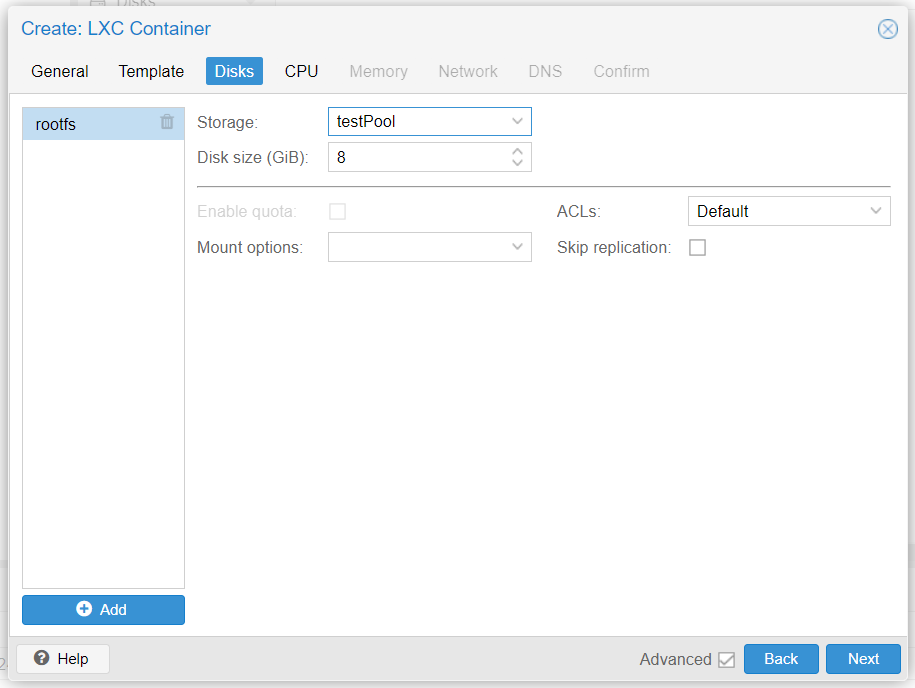 Disks
Create: LXC Container
General Template Disks CPU Memory Network DNS Confirm
rootfs
Storage: testPool
Disk size (GiB): 8
Enable quota: ACLs: Default
Mount options: Skip replication:
Add
Help Advanced Back Next